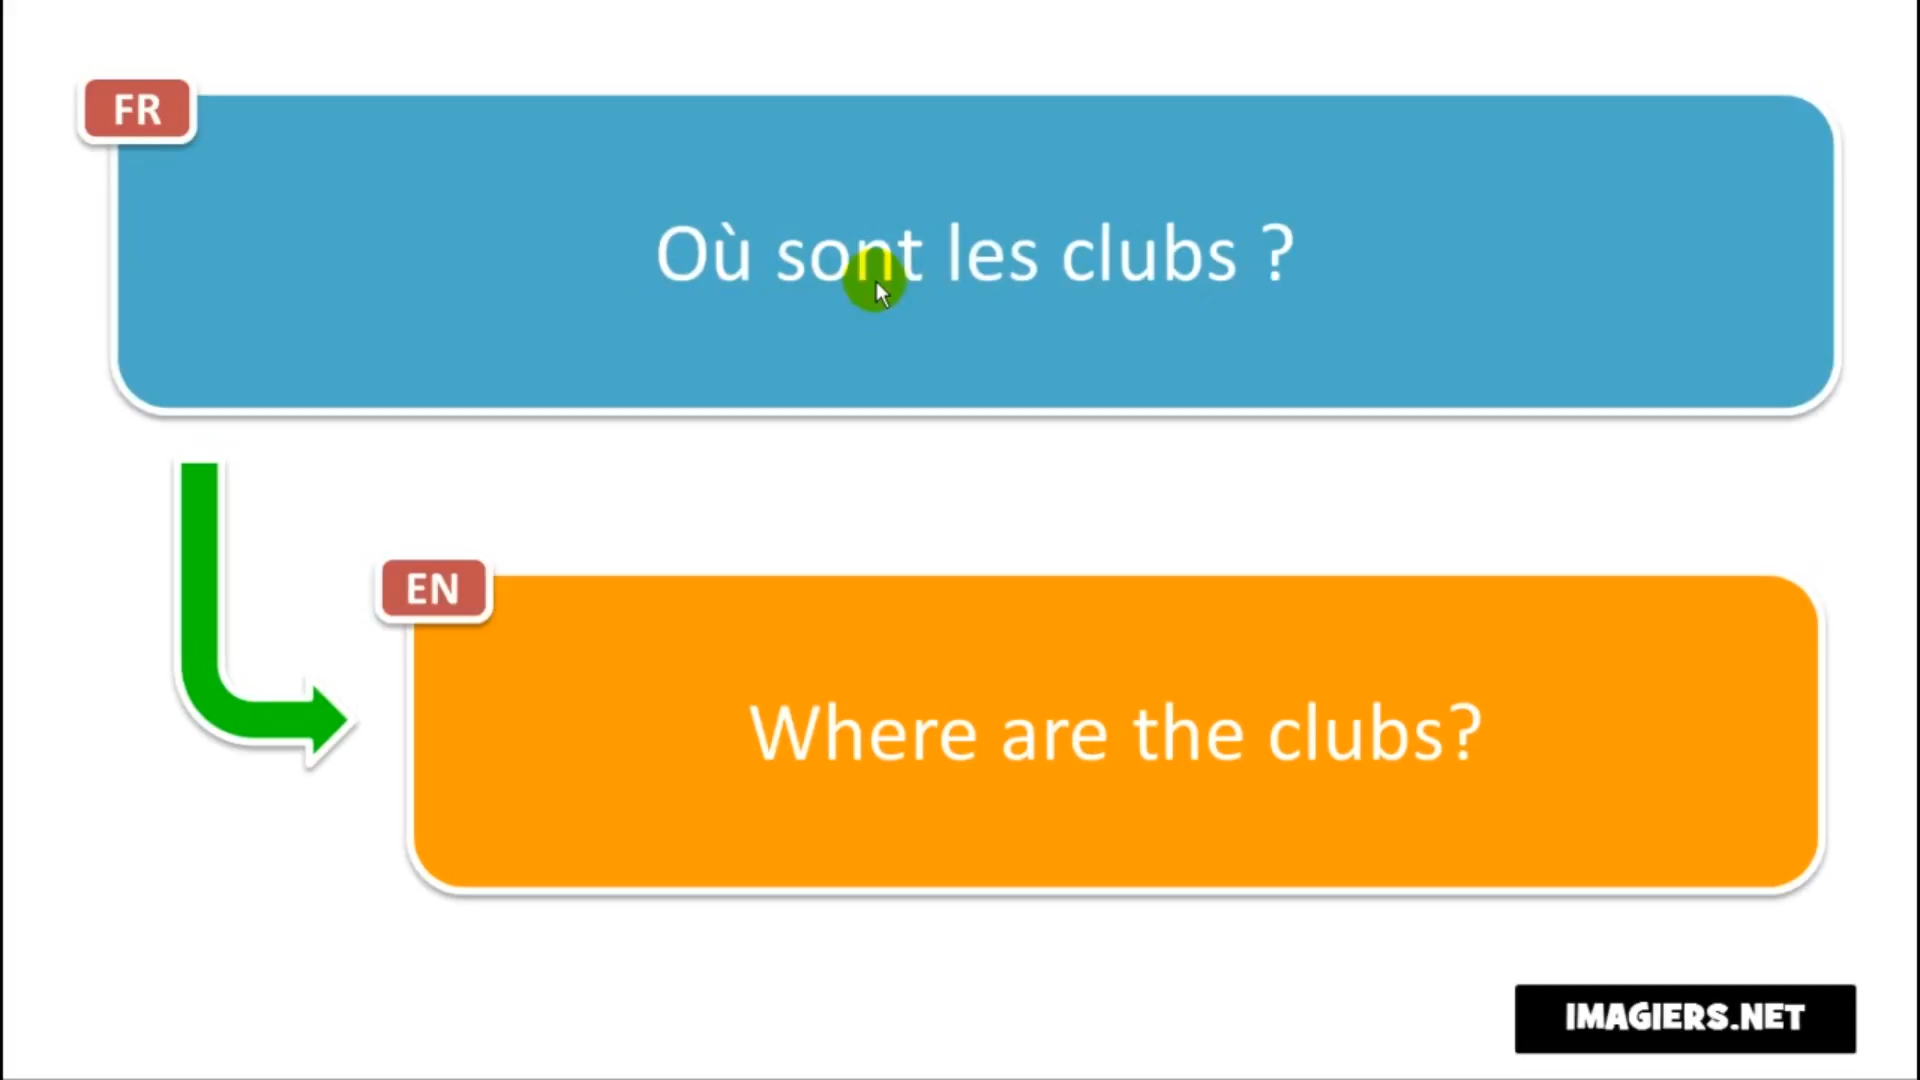 FR
Où sont les clubs ?
EN
Where are the clubs?
IMAGIERS.NET